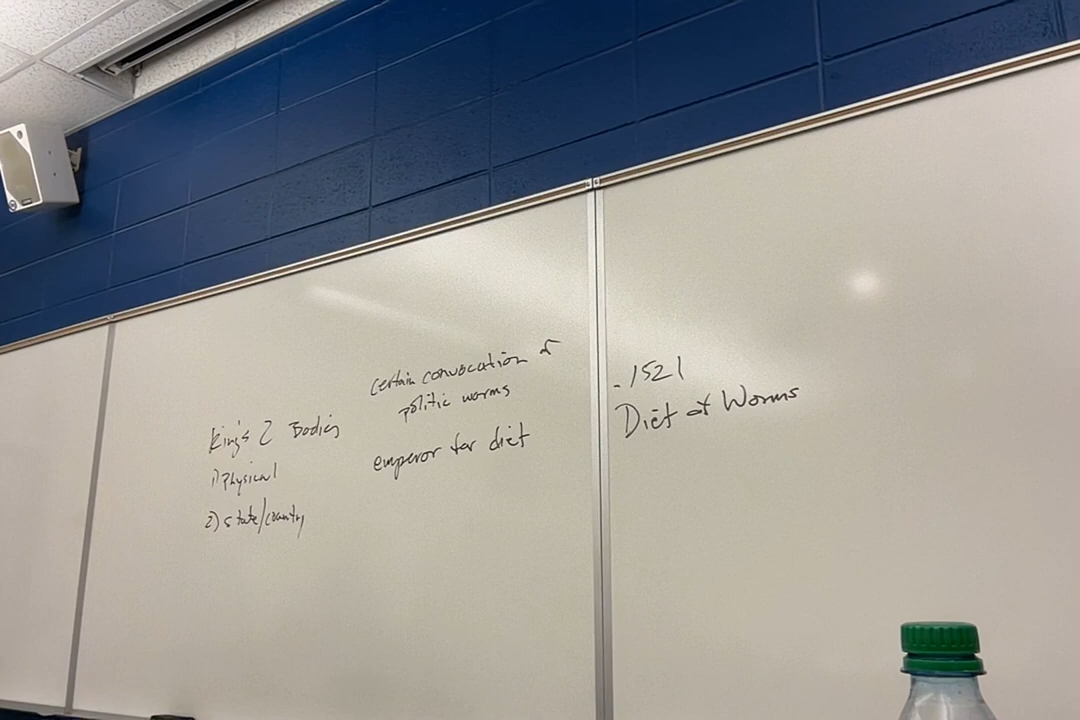 King's 2 Bodies
1) Physical
2) state/country
certain convocation of
politic worms
emperor for diet
. 1521
Diet of Worms